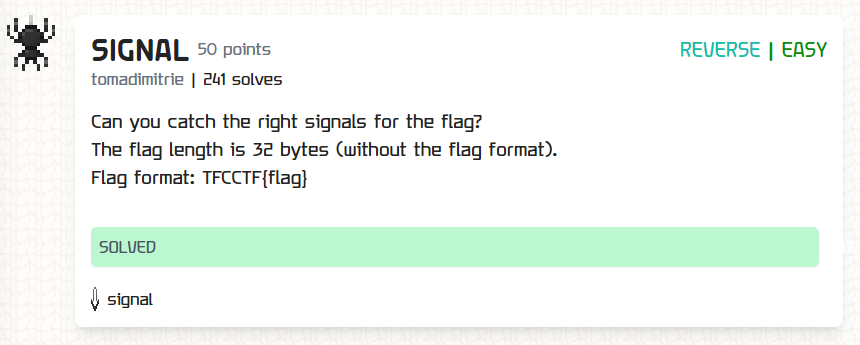 SIGNAL 50 points REVERSE | EASY
tomadimitrie | 241 solves
Can you catch the right signals for the flag?
The flag length is 32 bytes (without the flag format).
Flag format: TFCCTF{flag}
SOLVED
signal